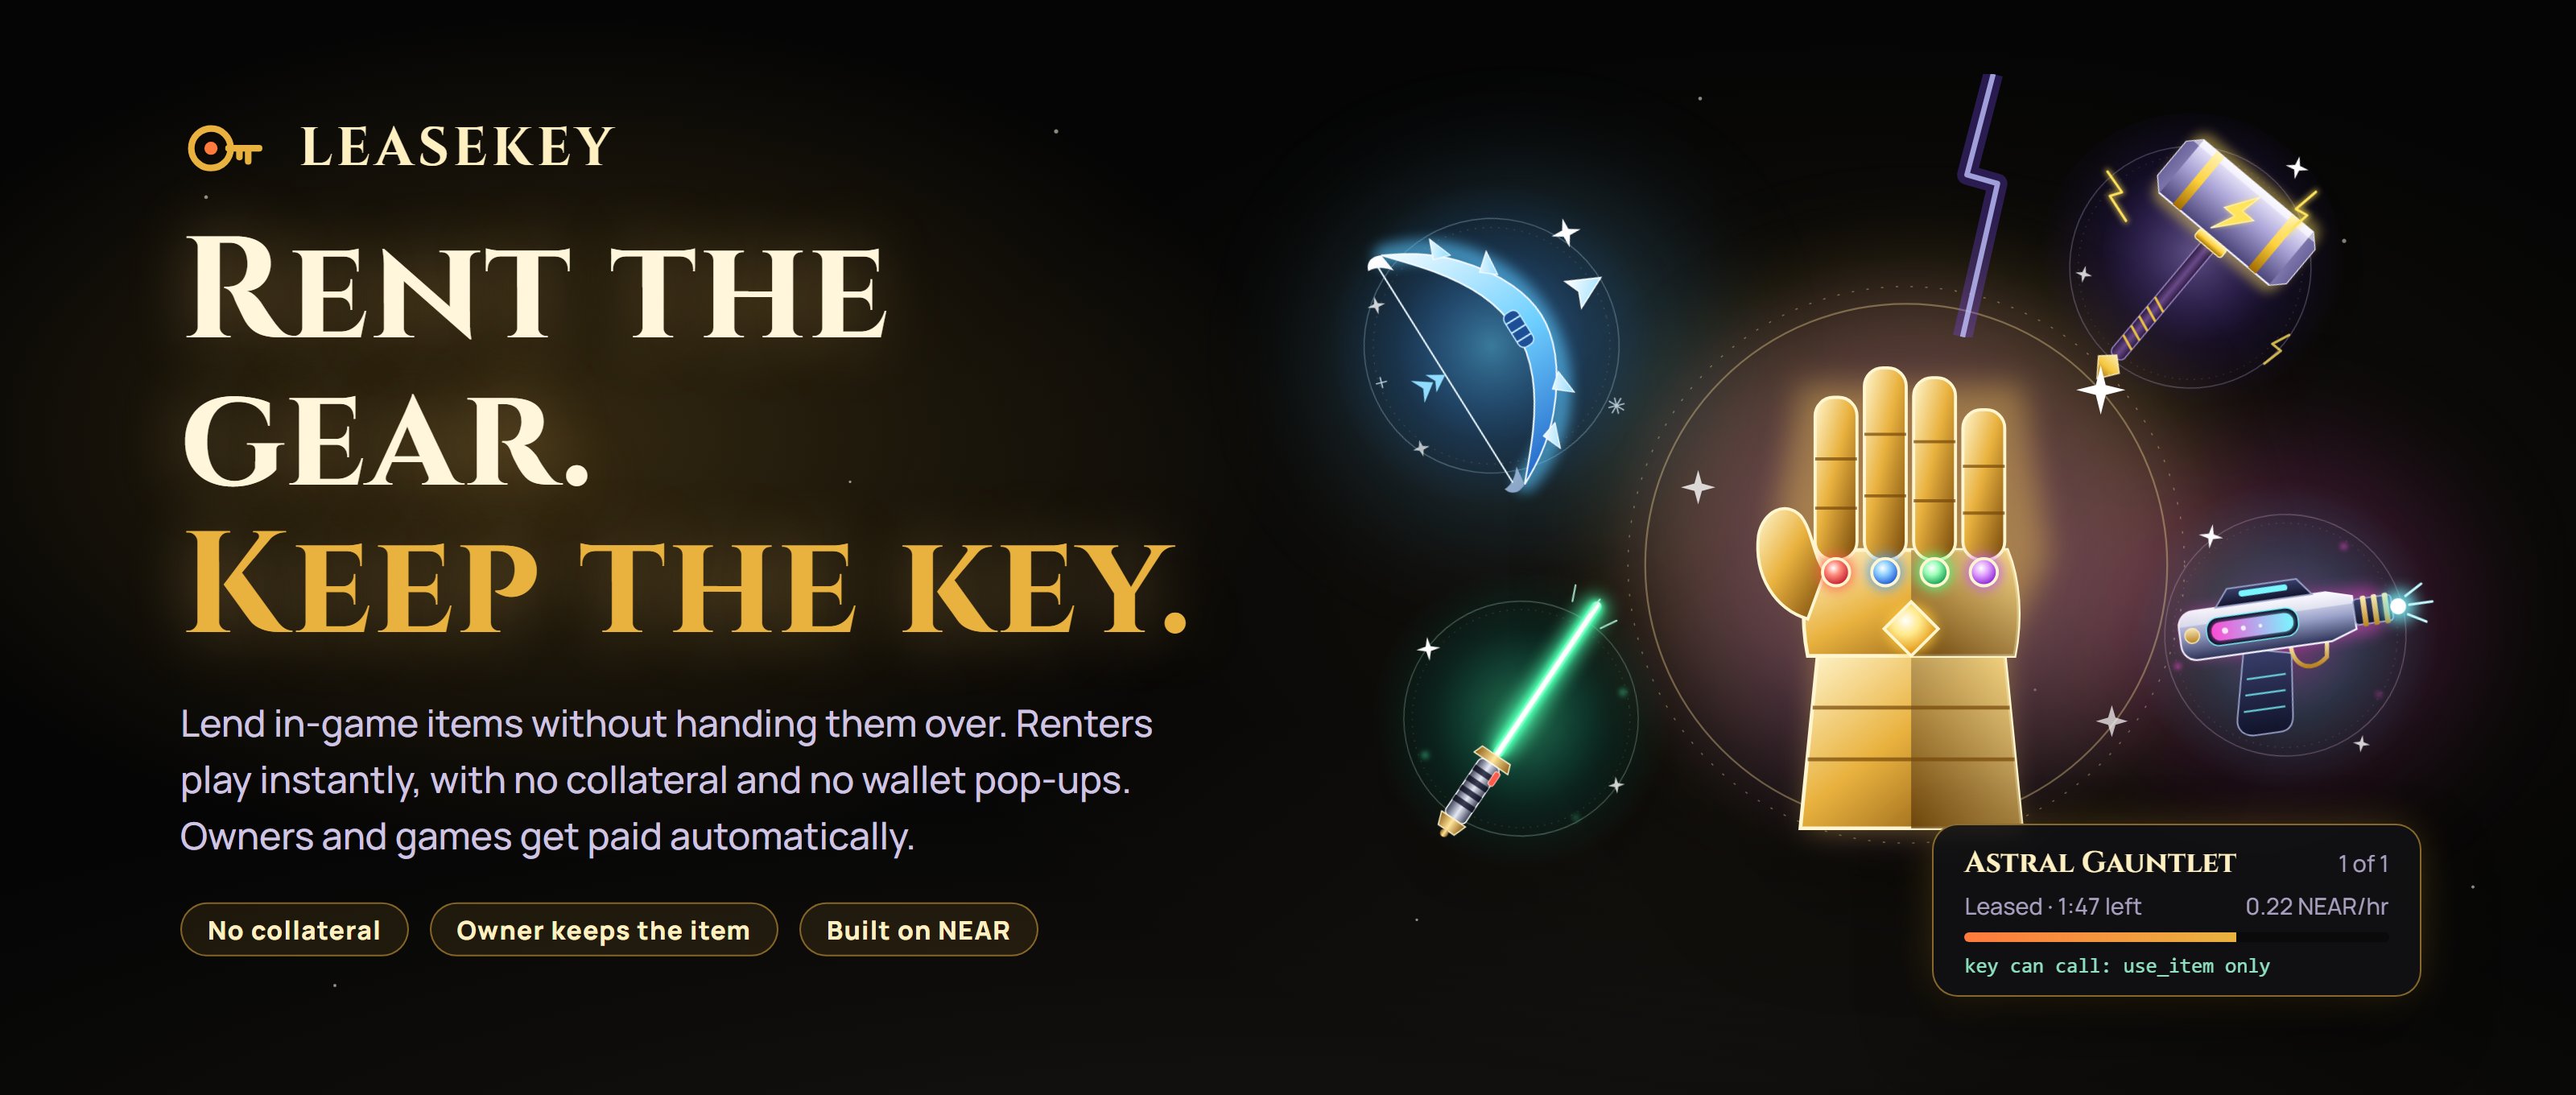 LEASEKEY
RENT THE
GEAR.
KEEP THE KEY.
Lend in-game items without handing them over. Renters
play instantly, with no collateral and no wallet pop-ups.
Owners and games get paid automatically.
No collateral
Owner keeps the item
Built on NEAR
ASTRAL GAUNTLET 1 of 1
Leased · 1:47 left 0.22 NEAR/hr
key can call: use_item only